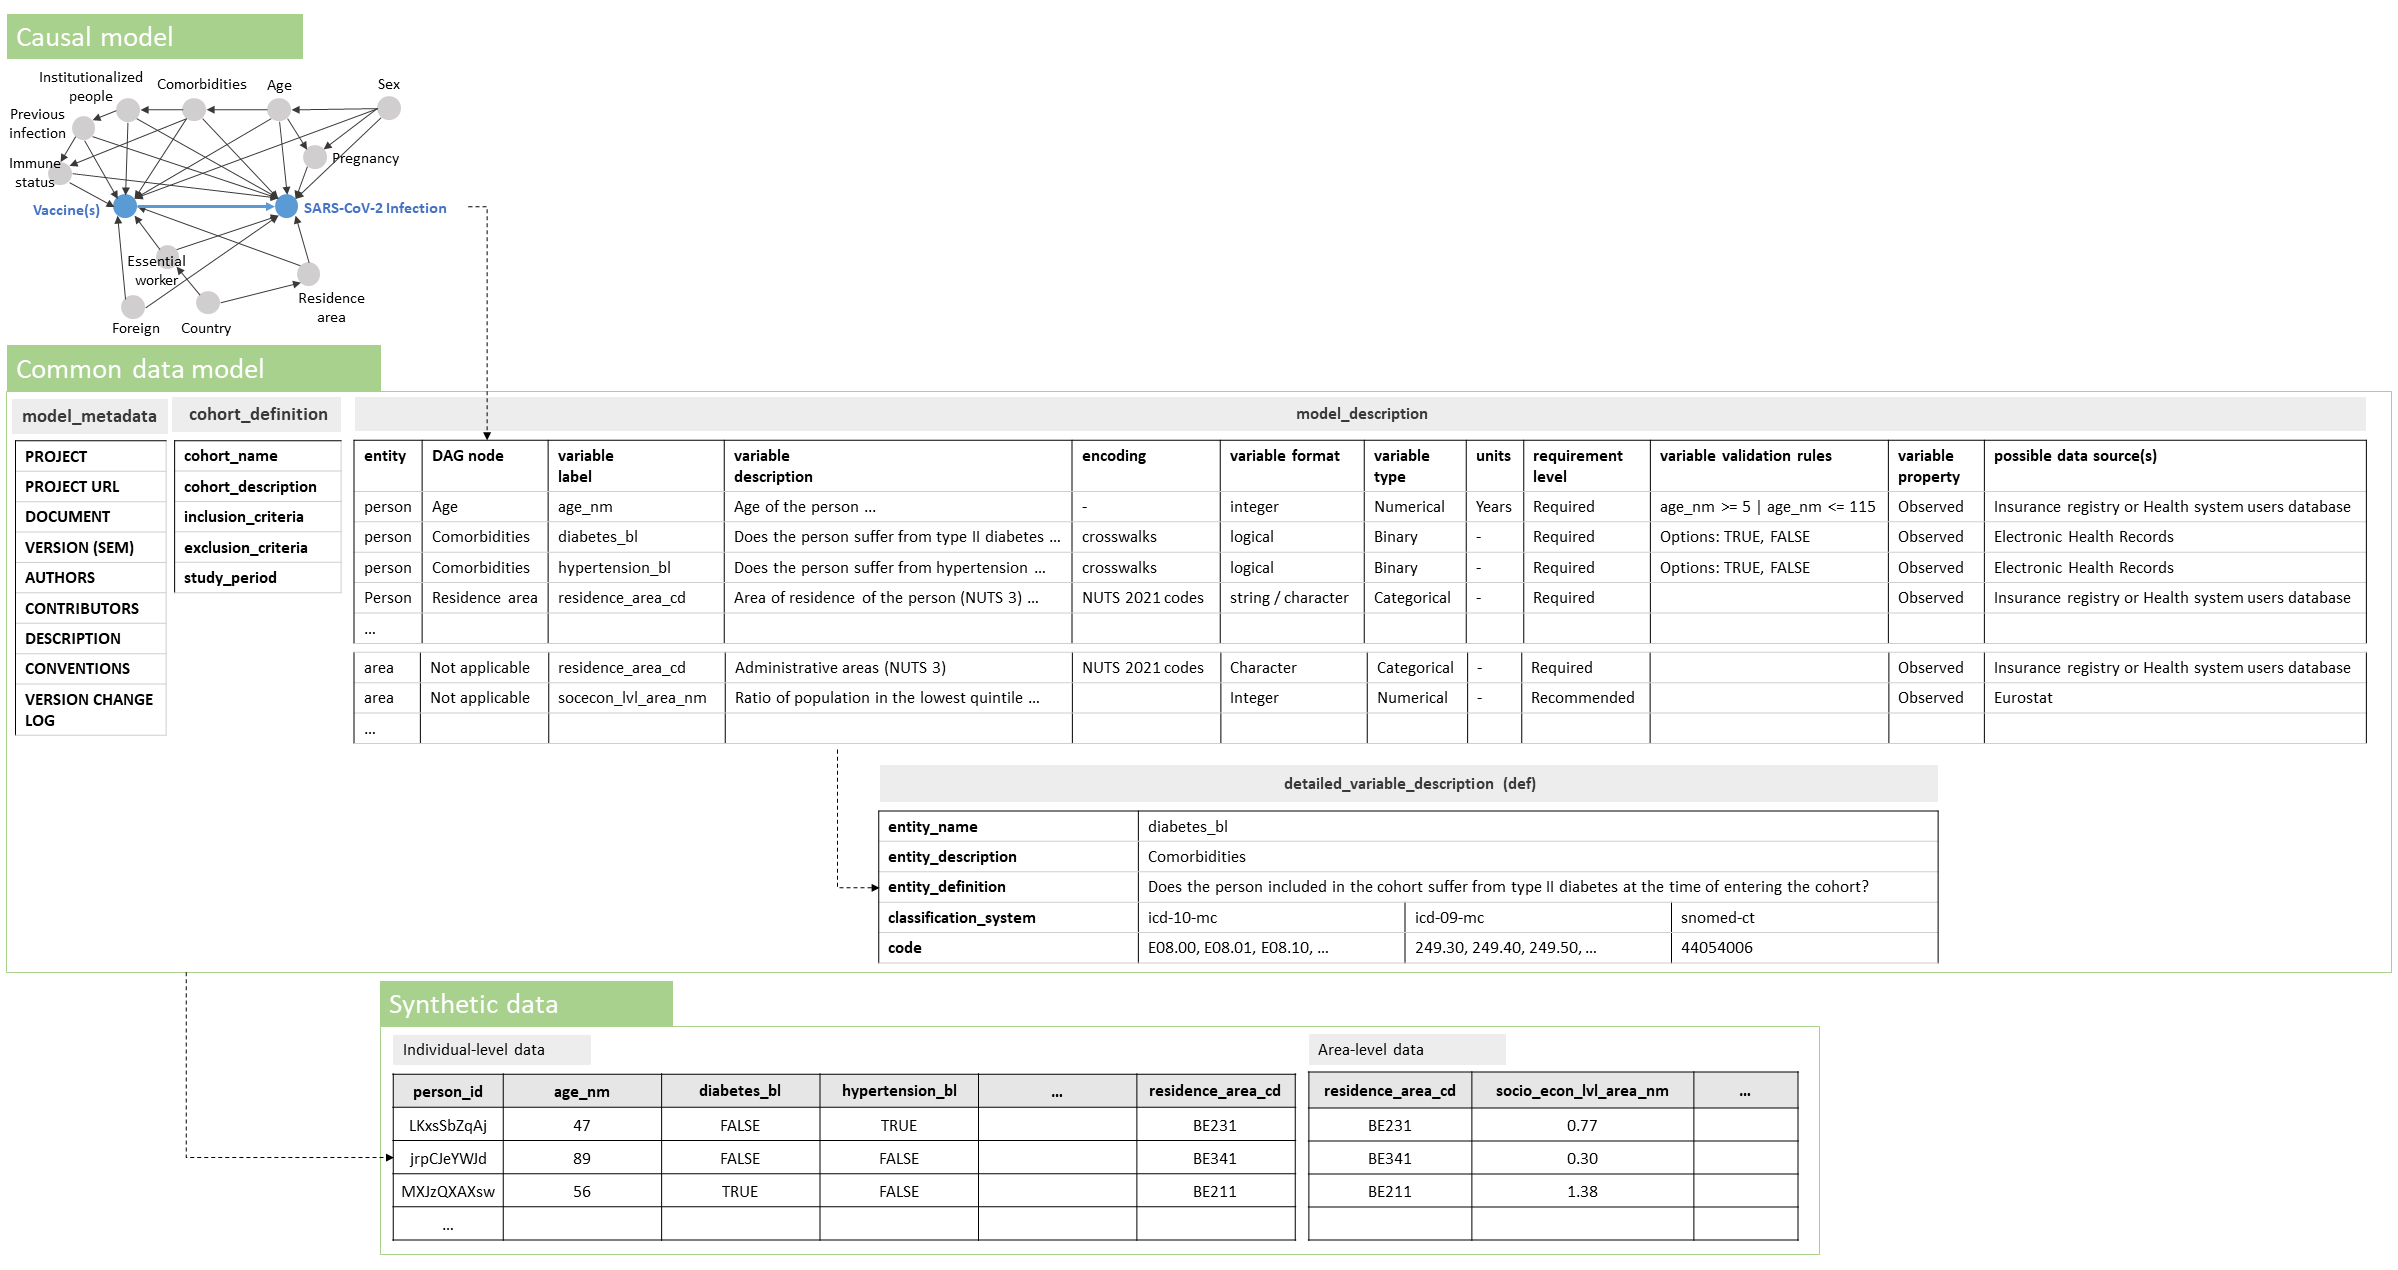 Causal model
Institutionalized
people
Comorbidities
Age
Sex
Previous
infection
Immune
status
Pregnancy
Vaccine(s)
SARS-CoV-2 Infection
Essential
worker
Residence
area
Foreign
Country
Common data model
model_metadata
PROJECT
PROJECT URL
DOCUMENT
VERSION (SEM)
AUTHORS
CONTRIBUTORS
DESCRIPTION
CONVENTIONS
VERSION CHANGE
LOG
cohort_definition
cohort_name
cohort_description
inclusion_criteria
exclusion_criteria
study_period
model_description
entity DAG node variable label variable description encoding variable format variable type units requirement level variable validation rules variable property possible data source(s)
person Age age_nm Age of the person ... - integer Numerical Years Required age_nm >= 5 | age_nm <= 115 Observed Insurance registry or Health system users database
person Comorbidities diabetes_bl Does the person suffer from type II diabetes ... crosswalks logical Binary - Required Options: TRUE, FALSE Observed Electronic Health Records
person Comorbidities hypertension_bl Does the person suffer from hypertension ... crosswalks logical Binary - Required Options: TRUE, FALSE Observed Electronic Health Records
Person Residence area residence_area_cd Area of residence of the person (NUTS 3) ... NUTS 2021 codes string / character Categorical - Required Observed Insurance registry or Health system users database
...
area Not applicable residence_area_cd Administrative areas (NUTS 3) NUTS 2021 codes Character Categorical - Required Observed Insurance registry or Health system users database
area Not applicable socecon_lvl_area_nm Ratio of population in the lowest quintile ... Integer Numerical - Recommended Observed Eurostat
...
detailed_variable_description (def)
entity_name diabetes_bl
entity_description Comorbidities
entity_definition Does the person included in the cohort suffer from type II diabetes at the time of entering the cohort?
classification_system icd-10-mc icd-09-mc snomed-ct
code E08.00, E08.01, E08.10, ... 249.30, 249.40, 249.50, ... 44054006
Synthetic data
Individual-level data
person_id age_nm diabetes_bl hypertension_bl ... residence_area_cd
LKxsSbZqAj 47 FALSE TRUE BE231
jrpCJeYWJd 89 FALSE FALSE BE341
MXJzQXAXsw 56 TRUE FALSE BE211
...
Area-level data
residence_area_cd socio_econ_lvl_area_nm ...
BE231 0.77
BE341 0.30
BE211 1.38